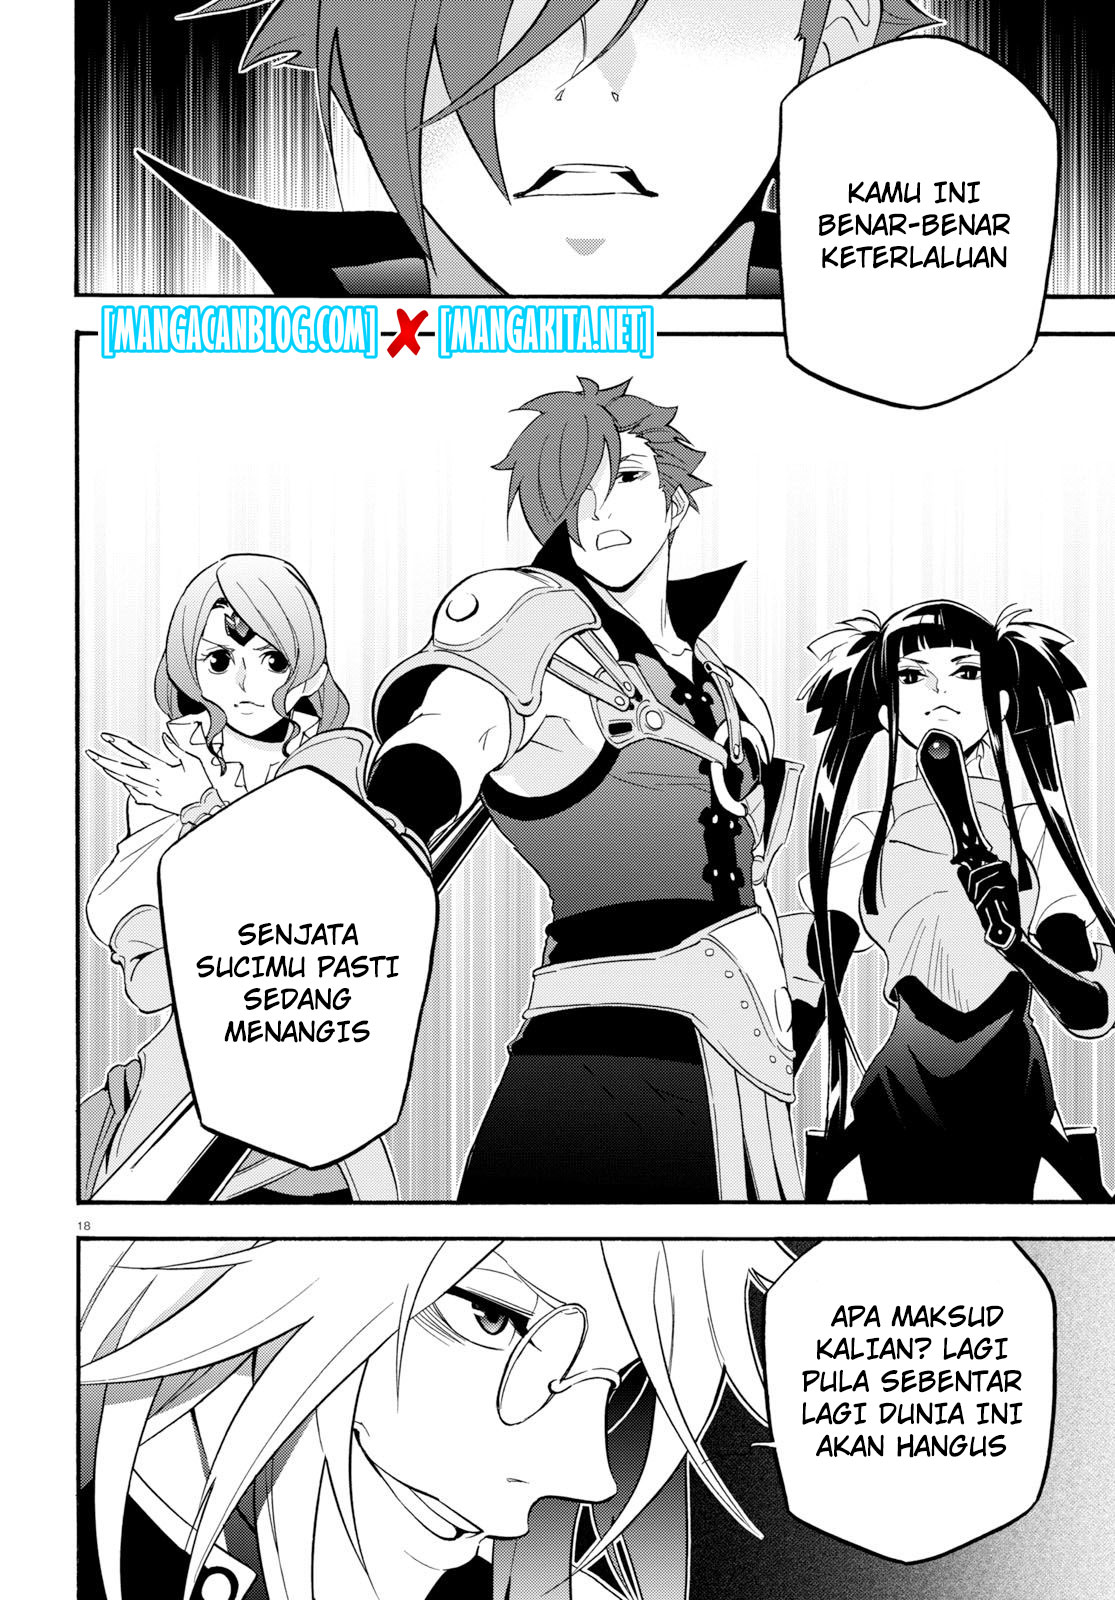 KAMU INI
BENAR-BENAR
KETERLALUAN
[MANGACANBLOG.COM] X [MANGAKITA.NET]
SENJATA
SUCIMU PASTI
SEDANG
MENANGIS
18
APA MAKSUD
KALIAN? LAGI
PULA SEBENTAR
LAGI DUNIA INI
AKAN HANGUS